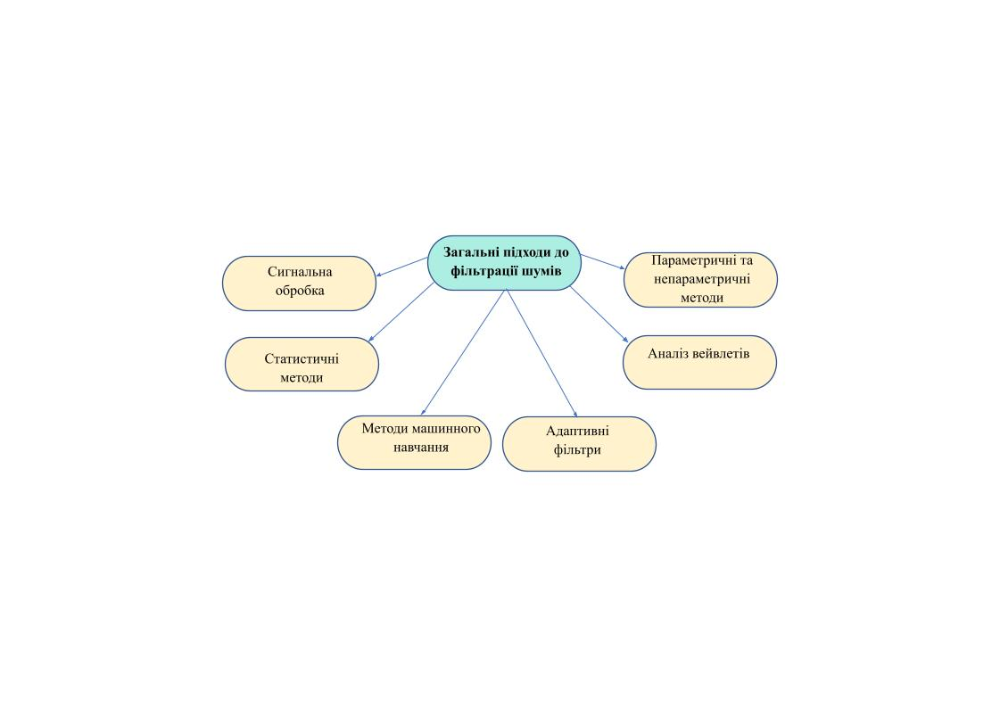 Загальні підходи до
фільтрації шумів
Сигнальна
обробка
Параметричні та
непараметричні
методи
Статистичні
методи
Аналіз вейвлетів
Методи машинного
навчання
Адаптивні
фільтри